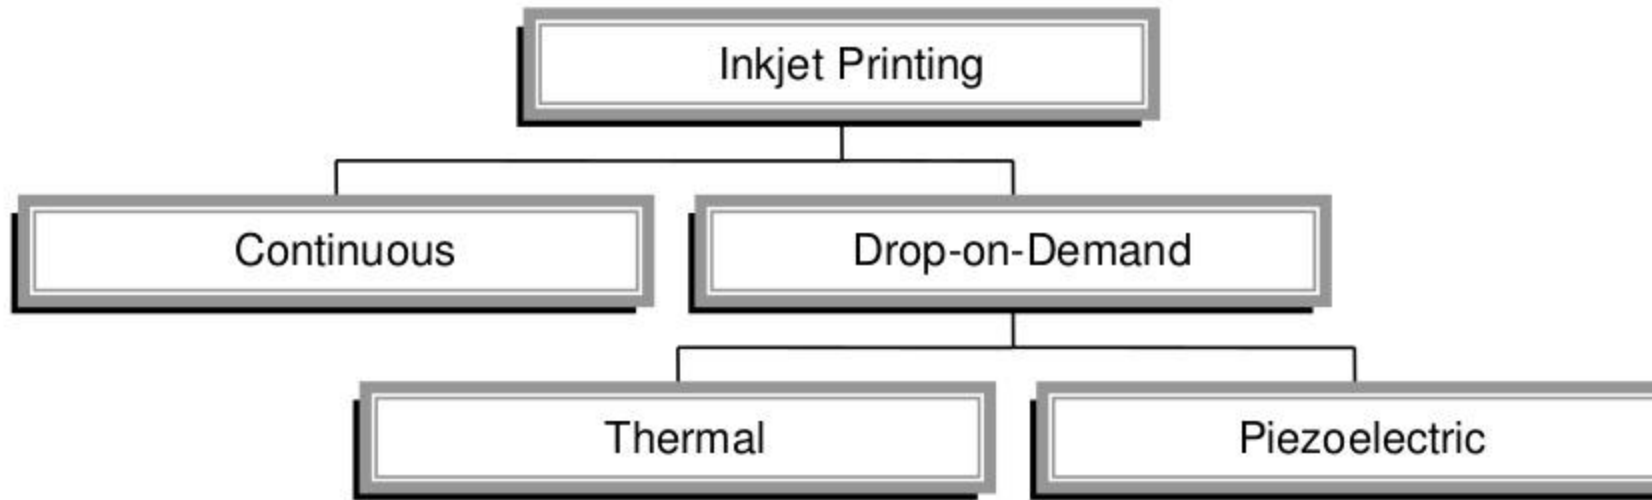 Inkjet Printing
Continuous
Drop-on-Demand
Thermal
Piezoelectric